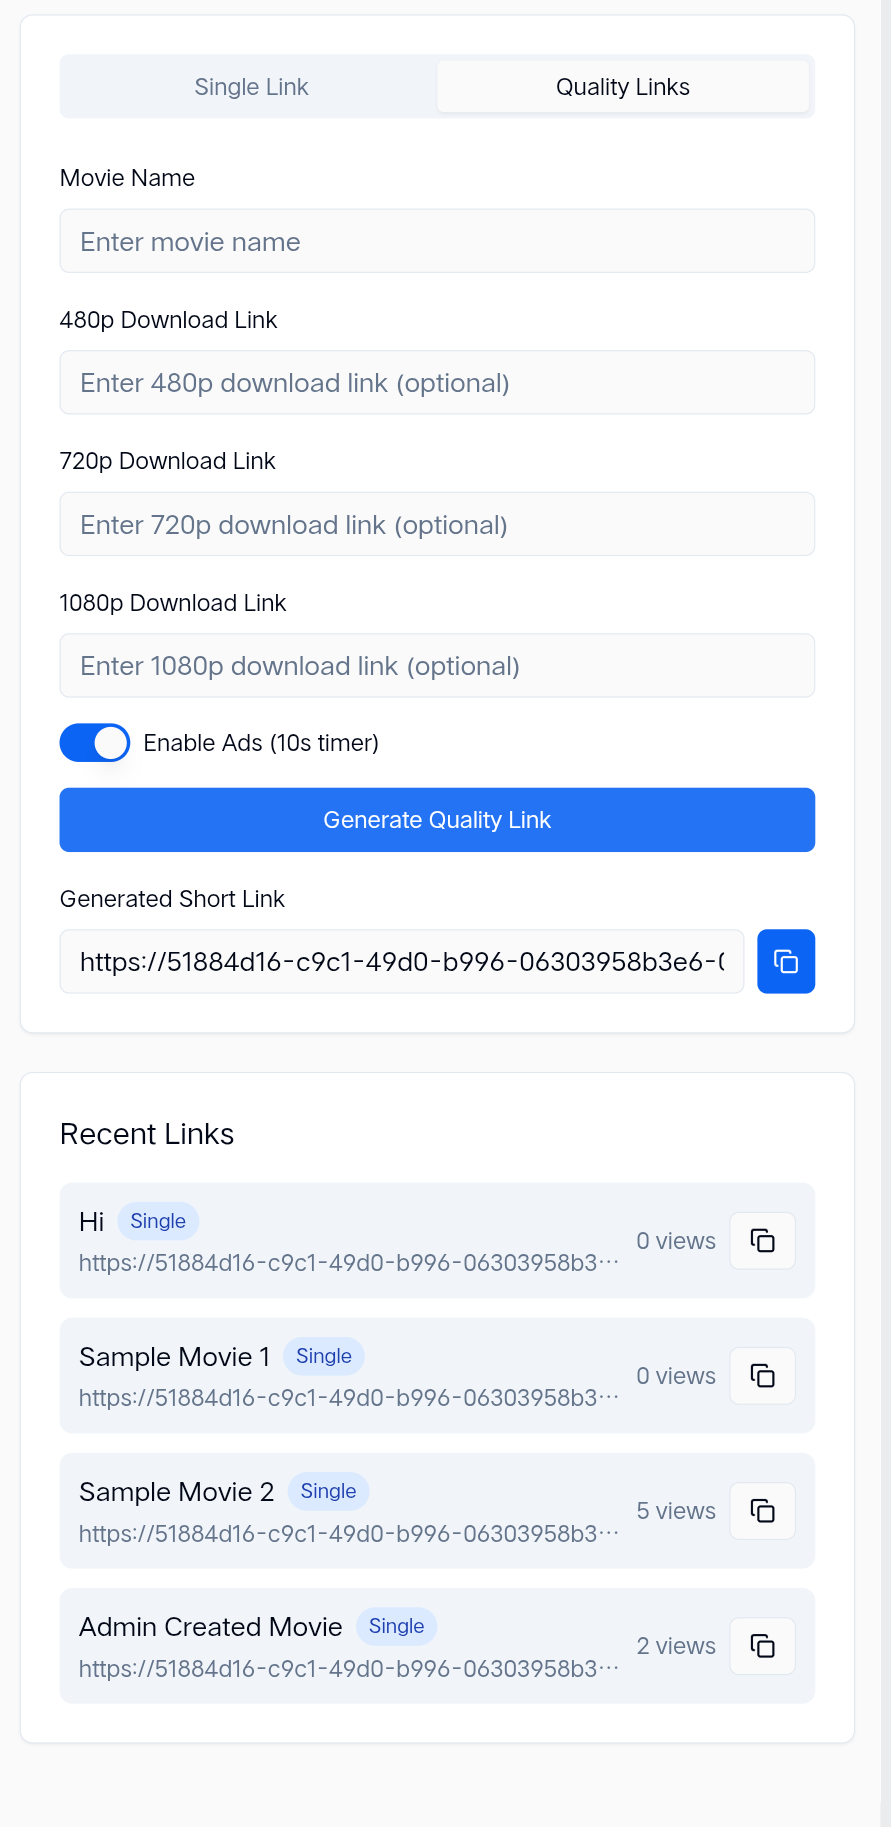 Single Link
Quality Links
Movie Name
Enter movie name
480p Download Link
Enter 480p download link (optional)
720p Download Link
Enter 720p download link (optional)
1080p Download Link
Enter 1080p download link (optional)
Enable Ads (10s timer)
Generate Quality Link
Generated Short Link
https://51884d16-c9c1-49d0-b996-06303958b3e6-
Recent Links
Hi Single
https://51884d16-c9c1-49d0-b996-06303958b3...
0 views
Sample Movie 1 Single
https://51884d16-c9c1-49d0-b996-06303958b3...
0 views
Sample Movie 2 Single
https://51884d16-c9c1-49d0-b996-06303958b3...
5 views
Admin Created Movie Single
https://51884d16-c9c1-49d0-b996-06303958b3...
2 views